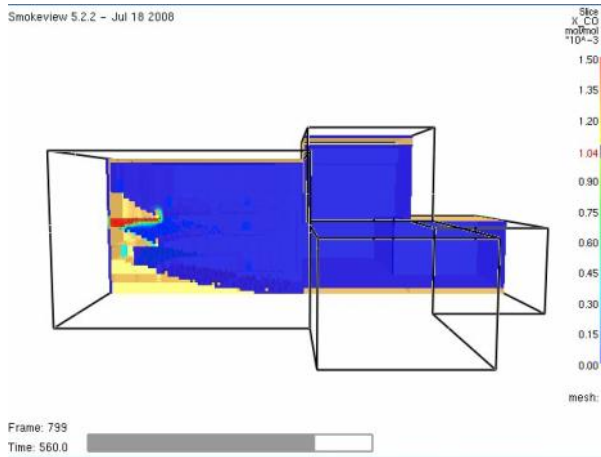 Smokeview 5.2.2 - Jul 18 2008
Slice
X_CO
mol/mol
*10^-3
1.50
1.35
1.20
1.04
0.90
0.75
0.60
0.45
0.30
0.15
0.00
mesh:
Frame: 799
Time: 560.0